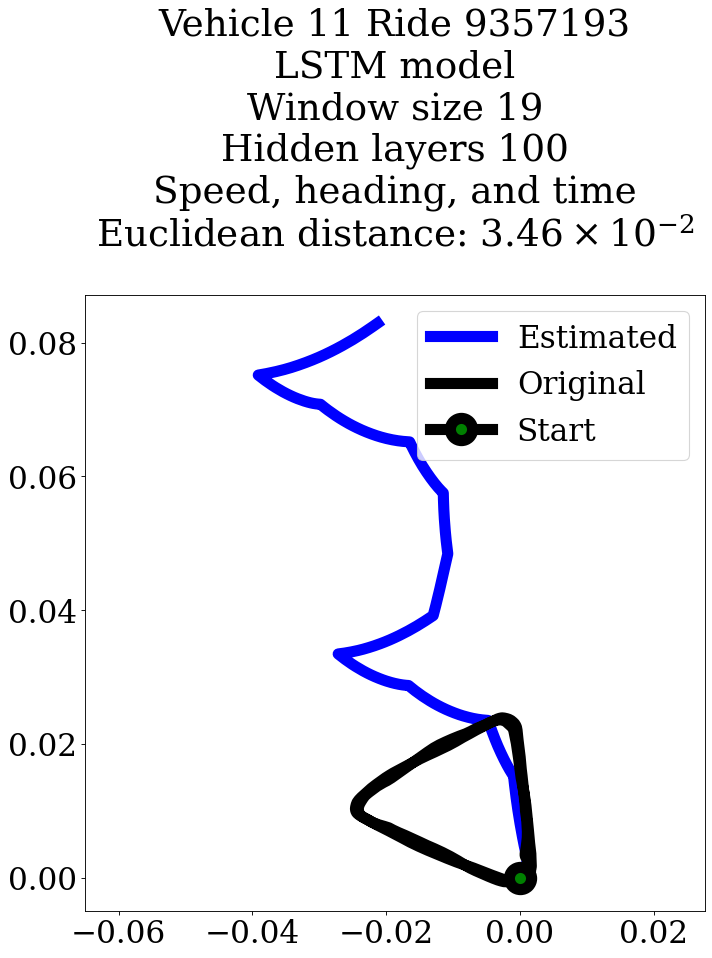 Vehicle 11 Ride 9357193
LSTM model
Window size 19
Hidden layers 100
Speed, heading, and time
Euclidean distance: 3.46 × 10⁻²
Estimated
Original
Start
0.08
0.06
0.04
0.02
0.00
−0.06 −0.04 −0.02 0.00 0.02